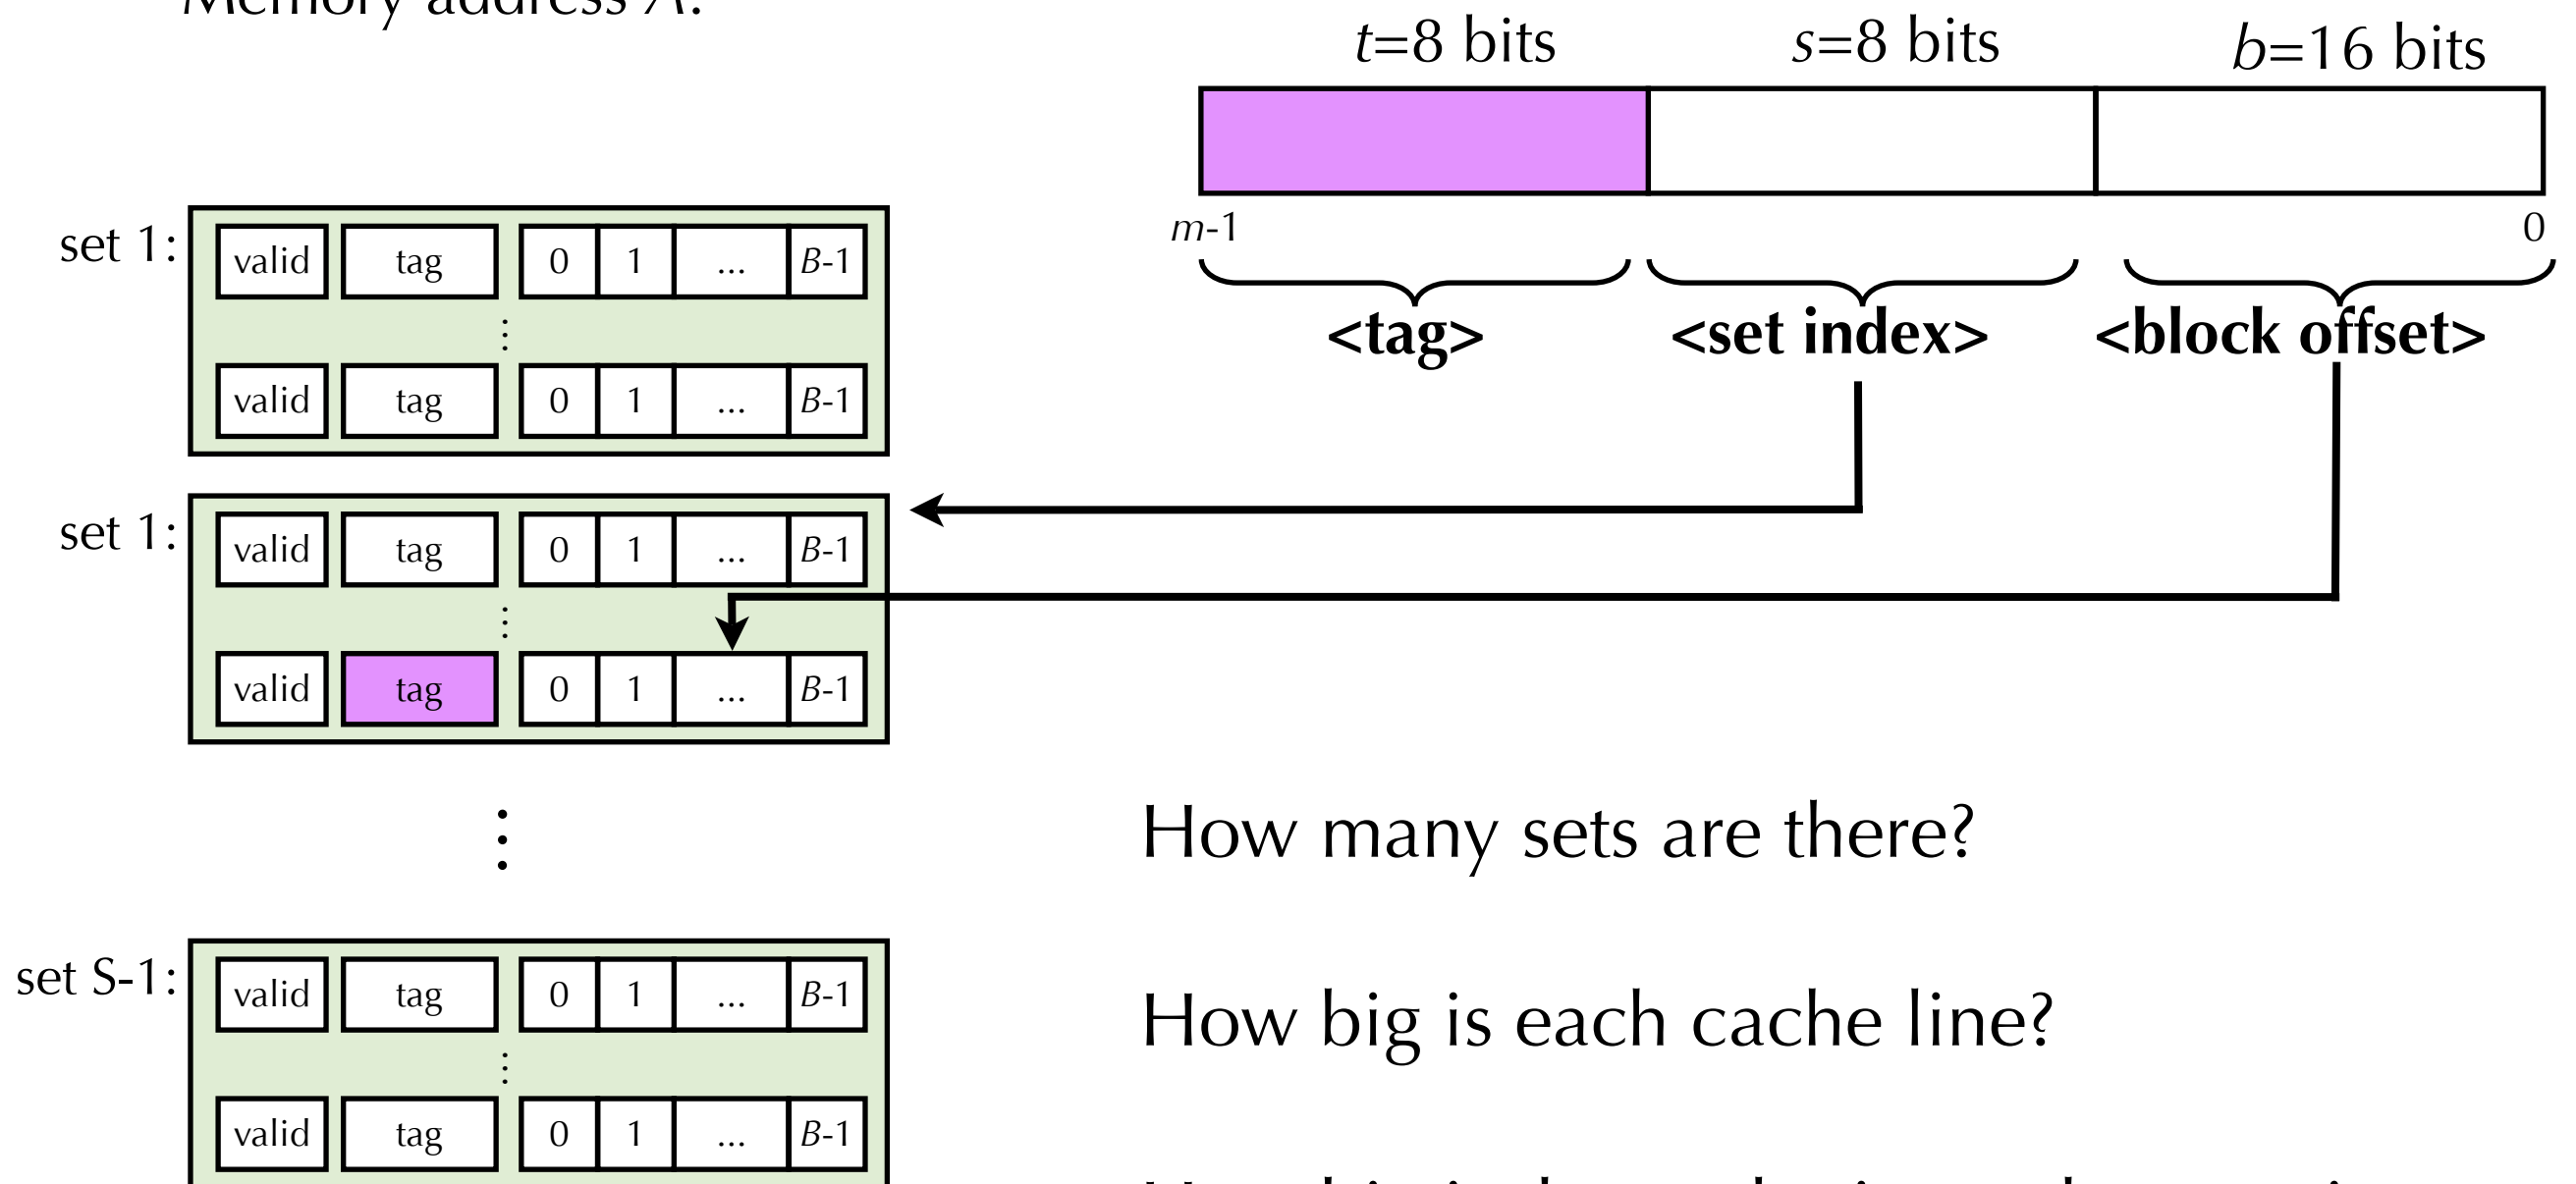 Memory address A:
t=8 bits s=8 bits b=16 bits
m-1 0
<tag> <set index> <block offset>
set 1:
valid tag 0 1 ... B-1
valid tag 0 1 ... B-1
set 1:
valid tag 0 1 ... B-1
valid tag 0 1 ... B-1
set S-1:
valid tag 0 1 ... B-1
valid tag 0 1 ... B-1
How many sets are there?
How big is each cache line?